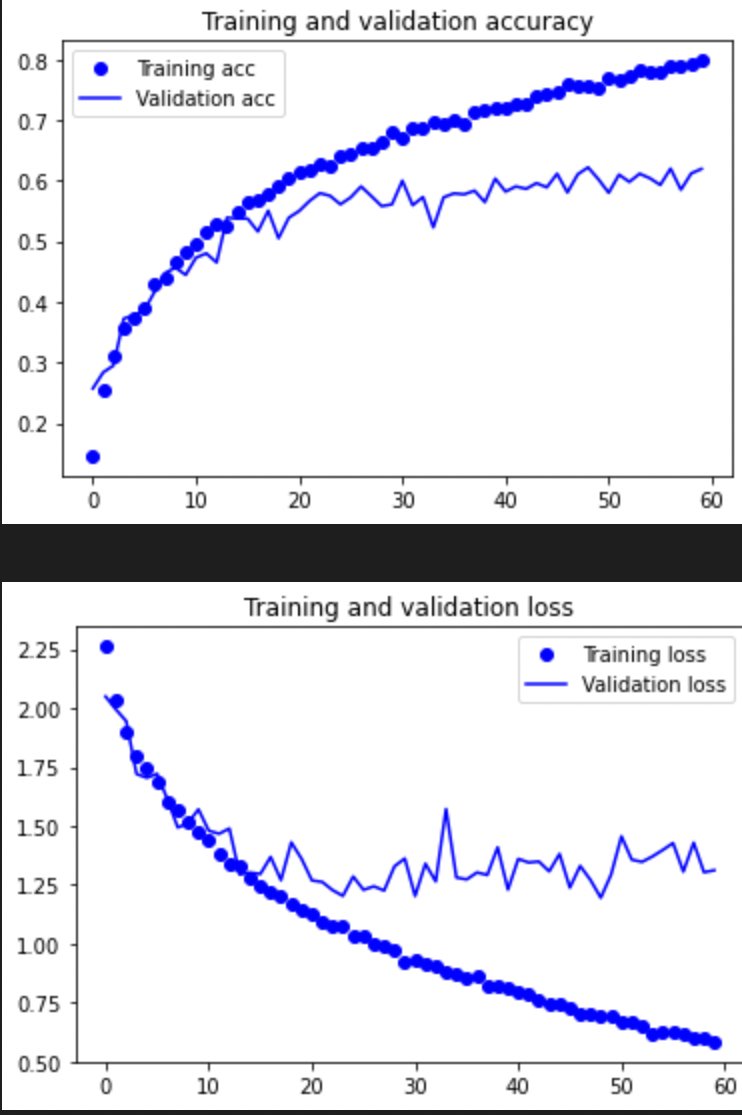 Training and validation accuracy
Training acc
Validation acc
0.8
0.7
0.6
0.5
0.4
0.3
0.2
0 10 20 30 40 50 60
Training and validation loss
Training loss
Validation loss
2.25
2.00
1.75
1.50
1.25
1.00
0.75
0.50
0 10 20 30 40 50 60